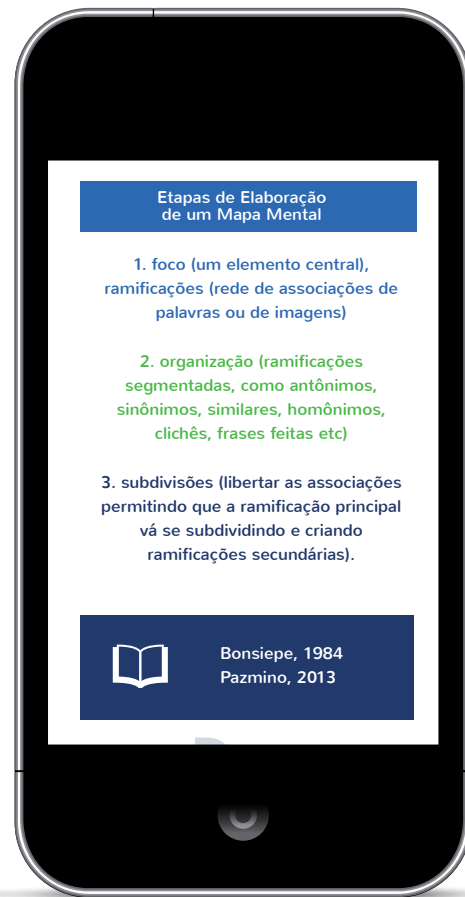 Etapas de Elaboração
de um Mapa Mental
1. foco (um elemento central),
ramificações (rede de associações de
palavras ou de imagens)
2. organização (ramificações
segmentadas, como antônimos,
sinônimos, similares, homônimos,
clichês, frases feitas etc)
3. subdivisões (libertar as associações
permitindo que a ramificação principal
vá se subdividindo e criando
ramificações secundárias).
Bonsiepe, 1984
Pazmino, 2013